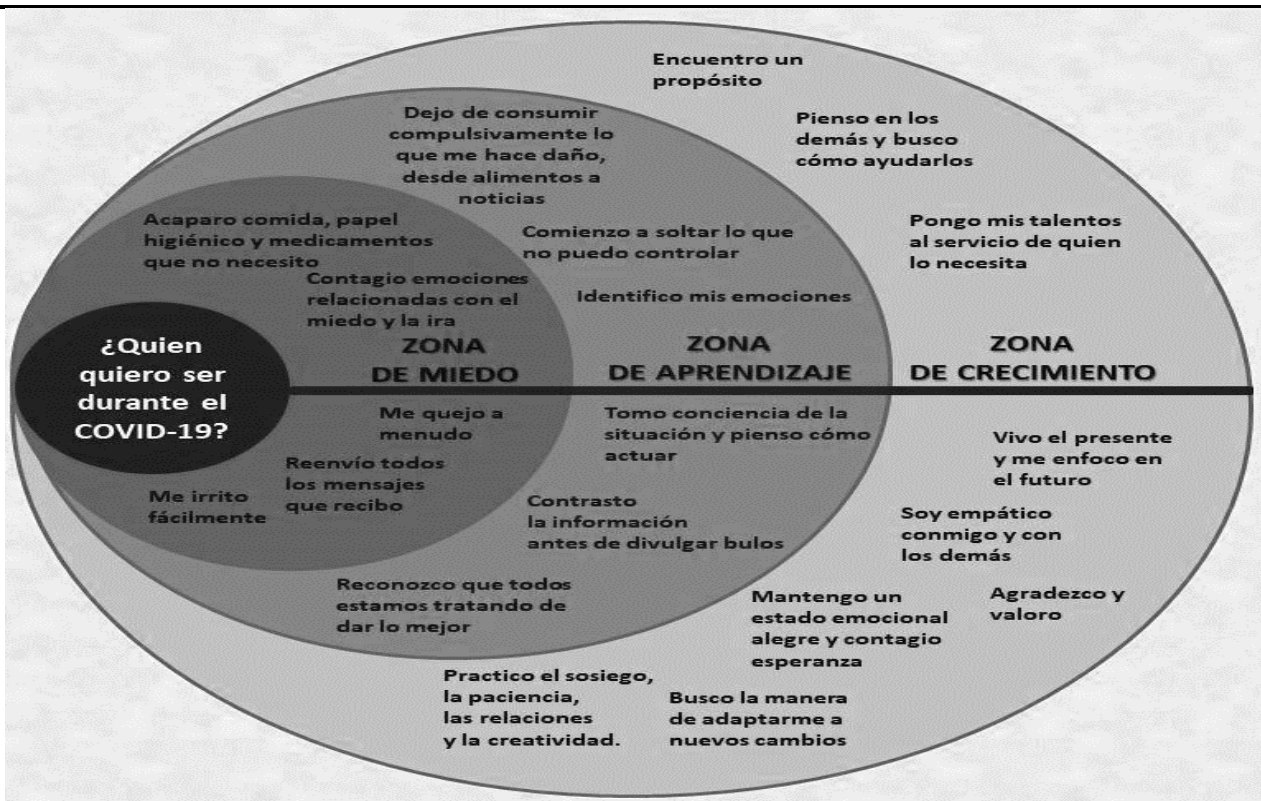 Encuentro un
propósito
Pienso en los
demás y busco
cómo ayudarlos
Pongo mis talentos
al servicio de quien
lo necesita
Dejo de consumir
compulsivamente lo
que me hace daño,
desde alimentos a
noticias
Comienzo a soltar lo que
no puedo controlar
Identifico mis emociones
Acaparo comida, papel
higiénico y medicamentos
que no necesito
Contagio emociones
relacionadas con el
miedo y la ira
¿Quien
quiero ser
durante el
COVID-19?
ZONA
DE MIEDO
ZONA
DE APRENDIZAJE
ZONA
DE CRECIMIENTO
Me quejo a
menudo
Reenvío todos
los mensajes
que recibo
Me irrito
fácilmente
Tomo conciencia de la
situación y pienso cómo
actuar
Contrasto
la información
antes de divulgar bulos
Reconozco que todos
estamos tratando de
dar lo mejor
Vivo el presente
y me enfoco en
el futuro
Soy empático
conmigo y con
los demás
Agradezco y
valoro
Mantengo un
estado emocional
alegre y contagio
esperanza
Practico el sosiego,
la paciencia,
las relaciones
y la creatividad.
Busco la manera
de adaptarme a
nuevos cambios